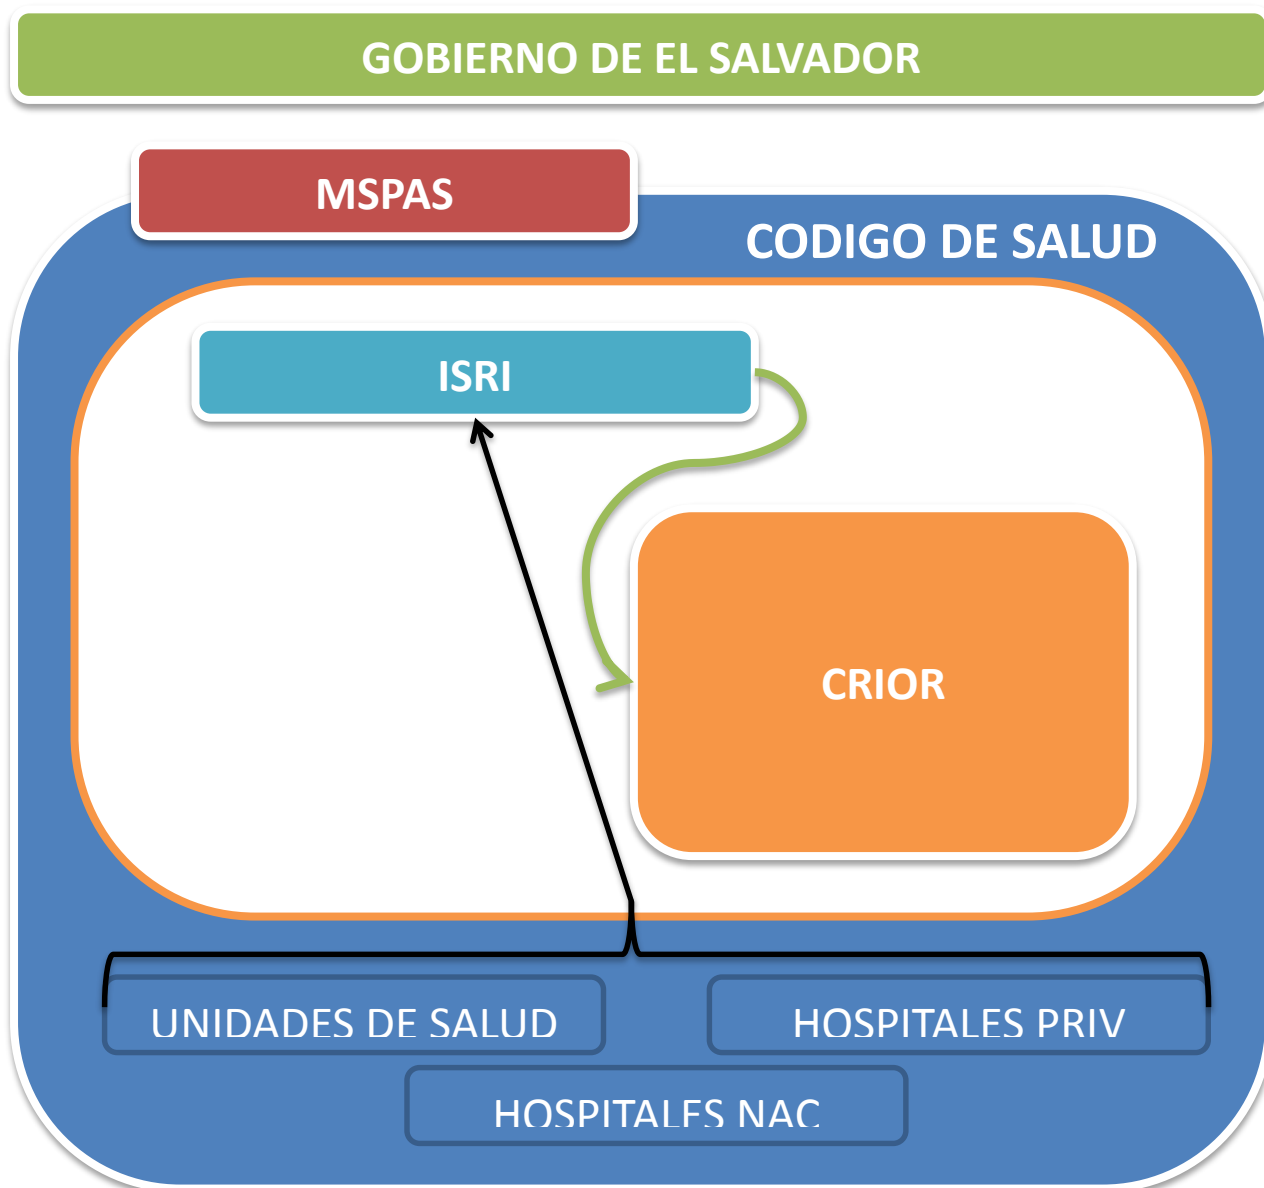 GOBIERNO DE EL SALVADOR
MSPAS
CODIGO DE SALUD
ISRI
CRIOR
UNIDADES DE SALUD
HOSPITALES PRIV
HOSPITALES NAC